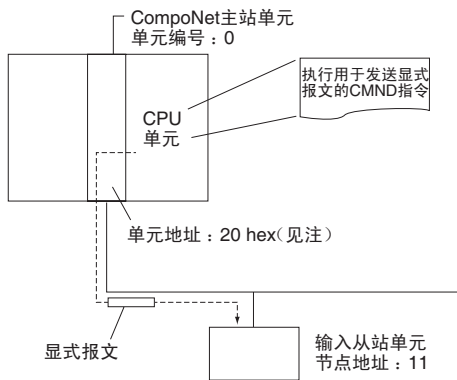 CompoNet主站单元
单元编号：0
执行用于发送显式
报文的CMND指令
CPU
单元
单元地址：20 hex（见注）
显式报文
输入从站单元
节点地址：11